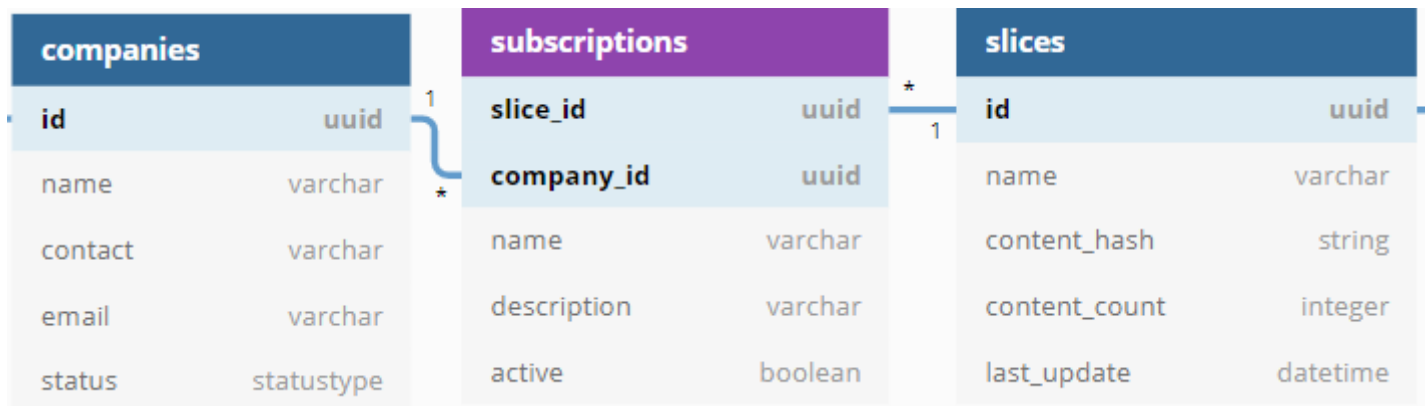 companies
id uuid
name varchar
contact varchar
email varchar
status statustype
1
*
subscriptions
slice_id uuid
company_id uuid
name varchar
description varchar
active boolean
*
1
slices
id uuid
name varchar
content_hash string
content_count integer
last_update datetime